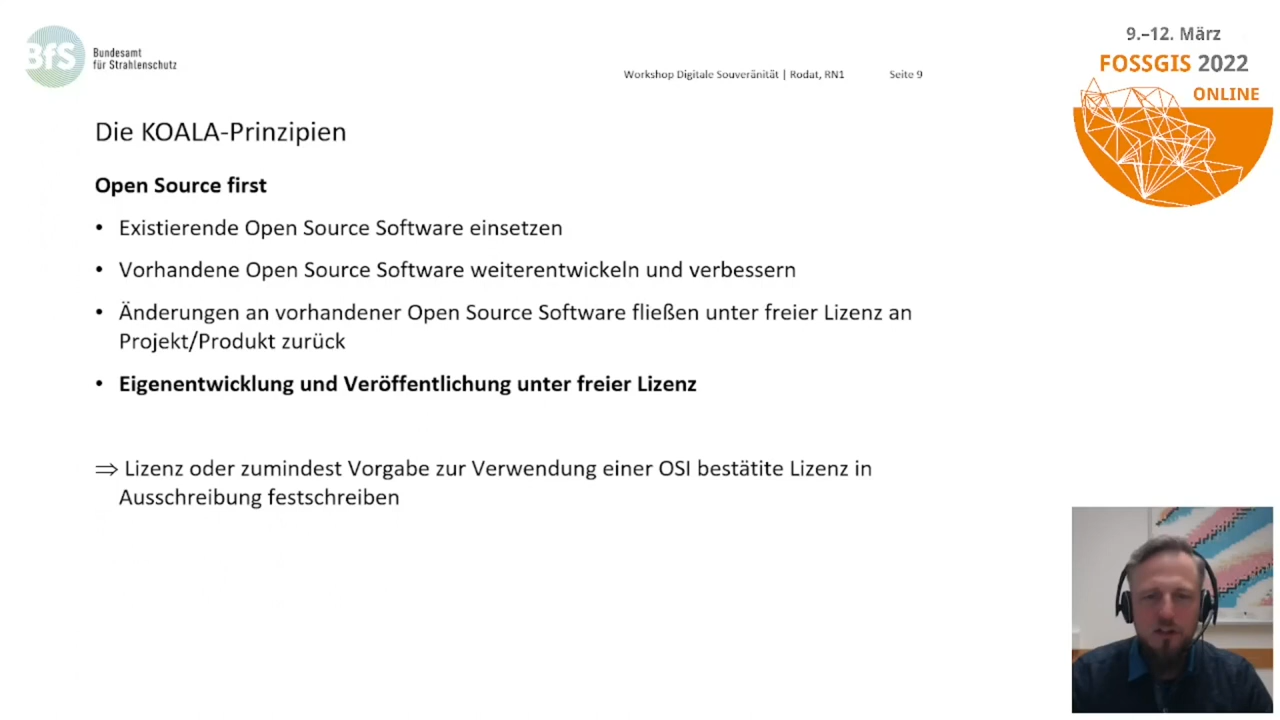 BfS
Bundesamt
für Strahlenschutz
Workshop Digitale Souveränität | Rodat, RN1 Seite 9
9.–12. März
FOSSGIS 2022
ONLINE
Die KOALA-Prinzipien
Open Source first
• Existierende Open Source Software einsetzen
• Vorhandene Open Source Software weiterentwickeln und verbessern
• Änderungen an vorhandener Open Source Software fließen unter freier Lizenz an
Projekt/Produkt zurück
• Eigenentwicklung und Veröffentlichung unter freier Lizenz
⇒ Lizenz oder zumindest Vorgabe zur Verwendung einer OSI bestätite Lizenz in
Ausschreibung festschreiben